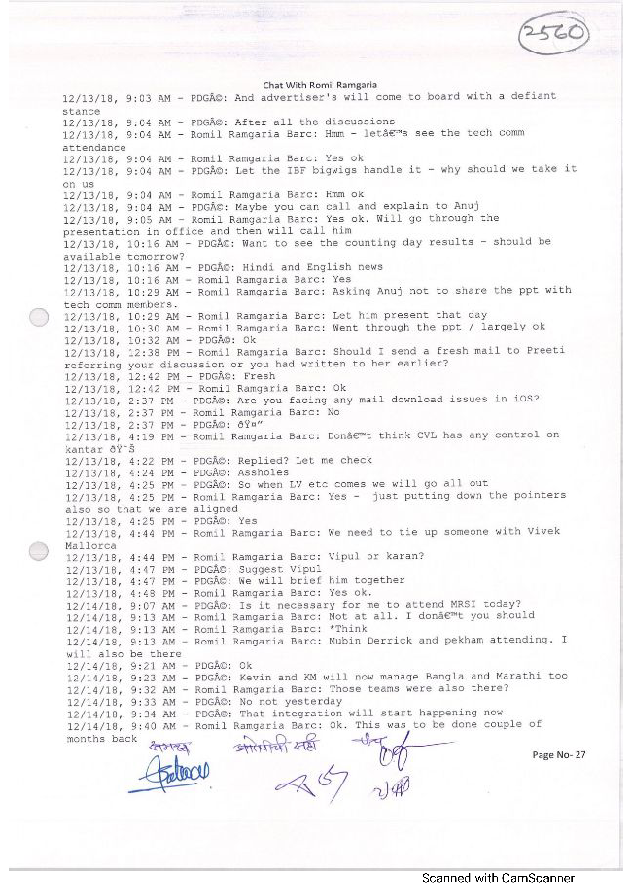 2560
Chat With Romil Ramgaria
12/13/18, 9:03 AM - PDGÃ©: And advertiser's will come to board with a defiant
stance
12/13/18, 9:04 AM - PDGÃ©: After all the discussions
12/13/18, 9:04 AM - Romil Ramgaria Barc: Hmm - letâ€™s see the tech comm
attendance
12/13/18, 9:04 AM - Romil Ramgaria Barc: Yes ok
12/13/18, 9:04 AM - PDGÃ©: Let the IBF bigwigs handle it - why should we take it
on us
12/13/18, 9:04 AM - Romil Ramgaria Barc: Hmm ok
12/13/18, 9:04 AM - PDGÃ©: Maybe you can call and explain to Anuj
12/13/18, 9:05 AM - Romil Ramgaria Barc: Yes ok. Will go through the
presentation in office and then will call him
12/13/18, 10:16 AM - PDGÃ©: Want to see the counting day results - should be
available tomorrow?
12/13/18, 10:16 AM - PDGÃ©: Hindi and English news
12/13/18, 10:16 AM - Romil Ramgaria Barc: Yes
12/13/18, 10:29 AM - Romil Ramgaria Barc: Asking Anuj not to share the ppt with
tech comm members.
12/13/18, 10:29 AM - Romil Ramgaria Barc: Let him present that day
12/13/18, 10:30 AM - Romil Ramgaria Barc: Went through the ppt / largely ok
12/13/18, 10:32 AM - PDGÃ©: Ok
12/13/18, 12:38 PM - Romil Ramgaria Barc: Should I send a fresh mail to Preeti
referring your discussion or you had written to her earlier?
12/13/18, 12:42 PM - PDGÃ©: Fresh
12/13/18, 12:42 PM - Romil Ramgaria Barc: Ok
12/13/18, 2:37 PM - PDGÃ©: Are you facing any mail download issues in iOS?
12/13/18, 2:37 PM - Romil Ramgaria Barc: No
12/13/18, 2:37 PM - PDGÃ©: ðŸ¤”
12/13/18, 4:19 PM - Romil Ramgaria Barc: Donâ€™t think CVL has any control on
kantar ðŸ˜Š
12/13/18, 4:22 PM - PDGÃ©: Replied? Let me check
12/13/18, 4:24 PM - PDGÃ©: Assholes
12/13/18, 4:25 PM - PDGÃ©: So when LV etc comes we will go all out
12/13/18, 4:25 PM - Romil Ramgaria Barc: Yes - just putting down the pointers
also so that we are aligned
12/13/18, 4:25 PM - PDGÃ©: Yes
12/13/18, 4:44 PM - Romil Ramgaria Barc: We need to tie up someone with Vivek
Mallorca
12/13/18, 4:44 PM - Romil Ramgaria Barc: Vipul or karan?
12/13/18, 4:47 PM - PDGÃ©: Suggest Vipul
12/13/18, 4:47 PM - PDGÃ©: We will brief him together
12/13/18, 4:48 PM - Romil Ramgaria Barc: Yes ok.
12/14/18, 9:07 AM - PDGÃ©: Is it necessary for me to attend MRSI today?
12/14/18, 9:13 AM - Romil Ramgaria Barc: Not at all. I donâ€™t you should
12/14/18, 9:13 AM - Romil Ramgaria Barc: *Think
12/14/18, 9:13 AM - Romil Ramgaria Barc: Nubin Derrick and pekham attending. I
will also be there
12/14/18, 9:21 AM - PDGÃ©: Ok
12/14/18, 9:23 AM - PDGÃ©: Kevin and KM will now manage Bangla and Marathi too
12/14/18, 9:32 AM - Romil Ramgaria Barc: Those teams were also there?
12/14/18, 9:33 AM - PDGÃ©: No not yesterday
12/14/18, 9:34 AM - PDGÃ©: That integration will start happening now
12/14/18, 9:40 AM - Romil Ramgaria Barc: Ok. This was to be done couple of
months back
Page No- 27
Scanned with CamScanner